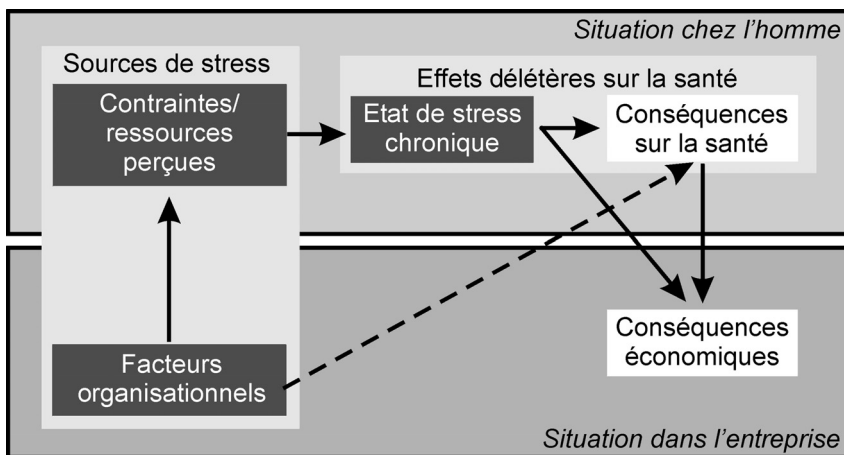 Situation chez l'homme
Sources de stress
Contraintes/
ressources
perçues
Effets délétères sur la santé
Etat de stress
chronique
Conséquences
sur la santé
Facteurs
organisationnels
Conséquences
économiques
Situation dans l'entreprise